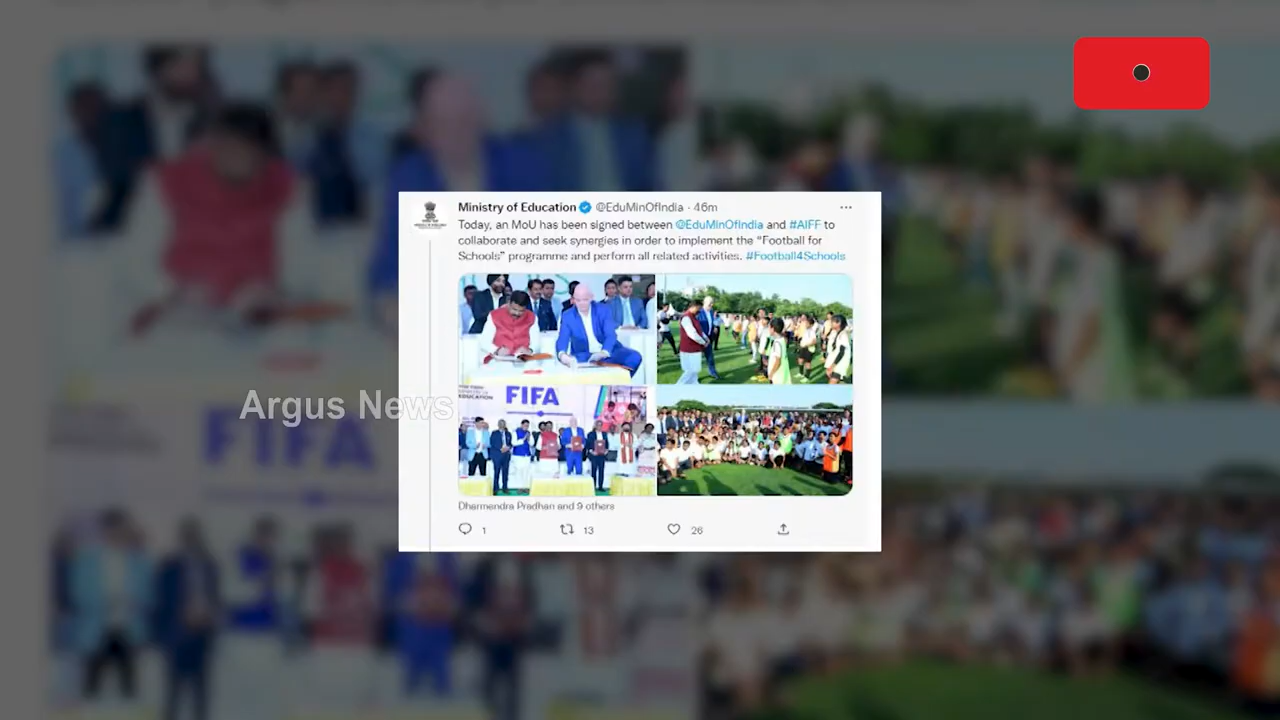 Ministry of Education @EduMinOfIndia · 46m
Today, an MoU has been signed between @EduMinOfIndia and #AIFF to
collaborate and seek synergies in order to implement the “Football for
Schools” programme and perform all related activities. #Football4Schools
EDUCATION
FIFA
Argus News
FIFA
Dharmendra Pradhan and 9 others
1 13 26